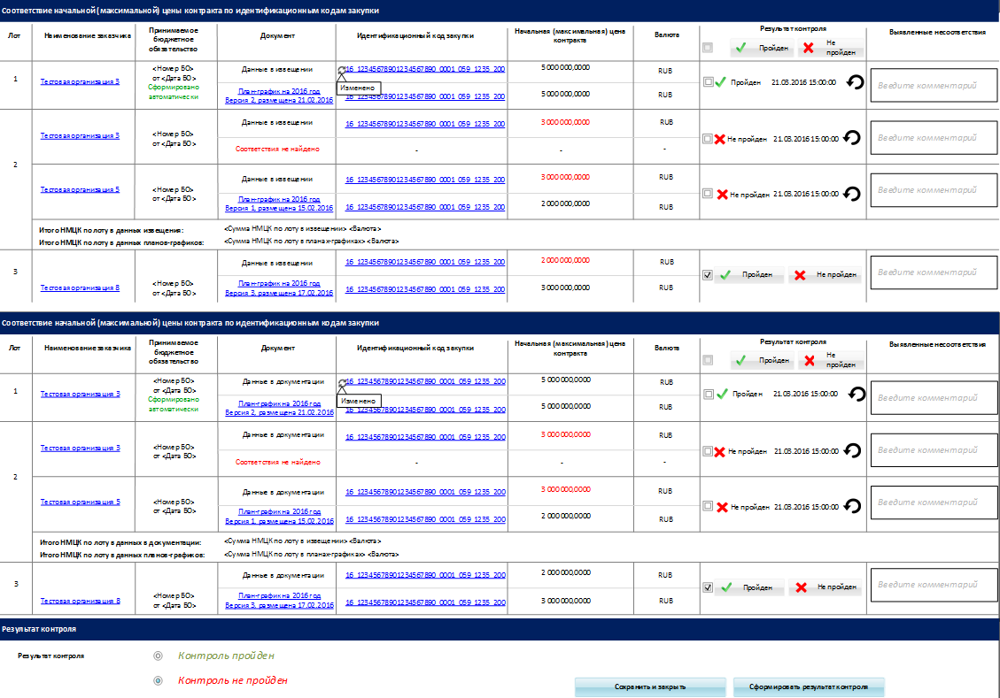 Соответствие начальной (максимальной) цены контракта по идентификационным кодам закупки
Лот
Наименование заказчика
Принимаемое
бюджетное
обязательство
Документ
Идентификационный код закупки
Начальная (максимальная) цена
контракта
Валюта
Результат контроля
Пройден
Не
пройден
Выявленные несоответствия
1
Тестовая организация 3
<Номер БО>
от <Дата БО>
Сформировано
автоматически
Данные в извещении
16_12345678901234567890_0001_059_1235_200
Изменено
5 000 000,0000
RUB
План-график на 2016 год
Версия 2, размещена 21.02.2016
16_12345678901234567890_0001_059_1235_200
5 000 000,0000
RUB
Пройден 21.03.2016 15:00:00
Введите комментарий
2
Тестовая организация 3
<Номер БО>
от <Дата БО>
Данные в извещении
16_12345678901234567890_0001_059_1235_200
3 000 000,0000
RUB
Соответствия не найдено
-
-
-
Не пройден 21.03.2016 15:00:00
Введите комментарий
Тестовая организация 5
<Номер БО>
от <Дата БО>
Данные в извещении
16_12345678901234567890_0001_059_1235_200
3 000 000,0000
RUB
План-график на 2016 год
Версия 1, размещена 15.02.2016
16_12345678901234567890_0001_059_1235_200
2 000 000,0000
RUB
Не пройден 21.03.2016 15:00:00
Введите комментарий
Итого НМЦК по лоту в данных извещения: <Сумма НМЦК по лоту в извещении> <Валюта>
Итого НМЦК по лоту в данных планов-графиков: <Сумма НМЦК по лоту в планах-графиках> <Валюта>
3
Тестовая организация 8
<Номер БО>
от <Дата БО>
Данные в извещении
16_12345678901234567890_0001_059_1235_200
2 000 000,0000
RUB
План-график на 2016 год
Версия 3, размещена 17.02.2016
16_12345678901234567890_0001_059_1235_200
3 000 000,0000
RUB
Пройден
Не пройден
Введите комментарий
Соответствие начальной (максимальной) цены контракта по идентификационным кодам закупки
Лот
Наименование заказчика
Принимаемое
бюджетное
обязательство
Документ
Идентификационный код закупки
Начальная (максимальная) цена
контракта
Валюта
Результат контроля
Пройден
Не
пройден
Выявленные несоответствия
1
Тестовая организация 3
<Номер БО>
от <Дата БО>
Сформировано
автоматически
Данные в документации
16_12345678901234567890_0001_059_1235_200
Изменено
5 000 000,0000
RUB
План-график на 2016 год
Версия 2, размещена 21.02.2016
16_12345678901234567890_0001_059_1235_200
5 000 000,0000
RUB
Пройден 21.03.2016 15:00:00
Введите комментарий
2
Тестовая организация 3
<Номер БО>
от <Дата БО>
Данные в документации
16_12345678901234567890_0001_059_1235_200
3 000 000,0000
RUB
Соответствия не найдено
-
-
-
Не пройден 21.03.2016 15:00:00
Введите комментарий
Тестовая организация 5
<Номер БО>
от <Дата БО>
Данные в документации
16_12345678901234567890_0001_059_1235_200
3 000 000,0000
RUB
План-график на 2016 год
Версия 1, размещена 15.02.2016
16_12345678901234567890_0001_059_1235_200
2 000 000,0000
RUB
Не пройден 21.03.2016 15:00:00
Введите комментарий
Итого НМЦК по лоту в данных в документации: <Сумма НМЦК по лоту в извещении> <Валюта>
Итого НМЦК по лоту в данных планов-графиков: <Сумма НМЦК по лоту в планах-графиках> <Валюта>
3
Тестовая организация 8
<Номер БО>
от <Дата БО>
Данные в документации
16_12345678901234567890_0001_059_1235_200
2 000 000,0000
RUB
План-график на 2016 год
Версия 3, размещена 17.02.2016
16_12345678901234567890_0001_059_1235_200
3 000 000,0000
RUB
Пройден
Не пройден
Введите комментарий
Результат контроля
Результат контроля
Контроль пройден
Контроль не пройден
Сохранить и закрыть
Сформировать результат контроля